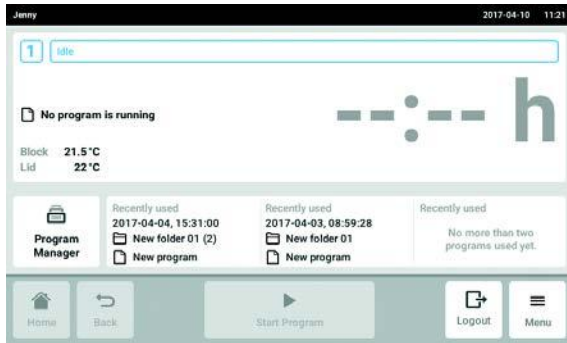 Jenny 2017-04-10 11:21
1 Idle
--:-- h
No program is running
Block 21.5°C
Lid 22°C
Program Manager
Recently used
2017-04-04, 15:31:00
New folder 01 (2)
New program
Recently used
2017-04-03, 08:59:28
New folder 01
New program
Recently used
No more than two
programs used yet.
Home
Back
Start Program
Logout
Menu